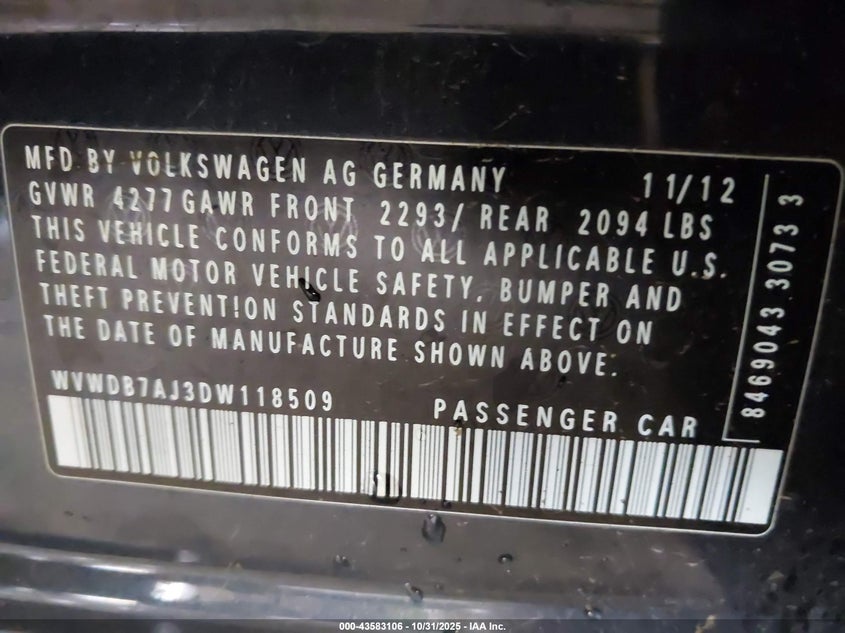 MFD BY VOLKSWAGEN AG GERMANY 11/12
GVWR 4277 GAWR FRONT 2293/ REAR 2094 LBS
THIS VEHICLE CONFORMS TO ALL APPLICABLE U.S.
FEDERAL MOTOR VEHICLE SAFETY, BUMPER AND
THEFT PREVENTION STANDARDS IN EFFECT ON
THE DATE OF MANUFACTURE SHOWN ABOVE.
WVWDB7AJ3DW118509 PASSENGER CAR
8469043 3073 3
000-43583106 - 10/31/2025 - IAA Inc.